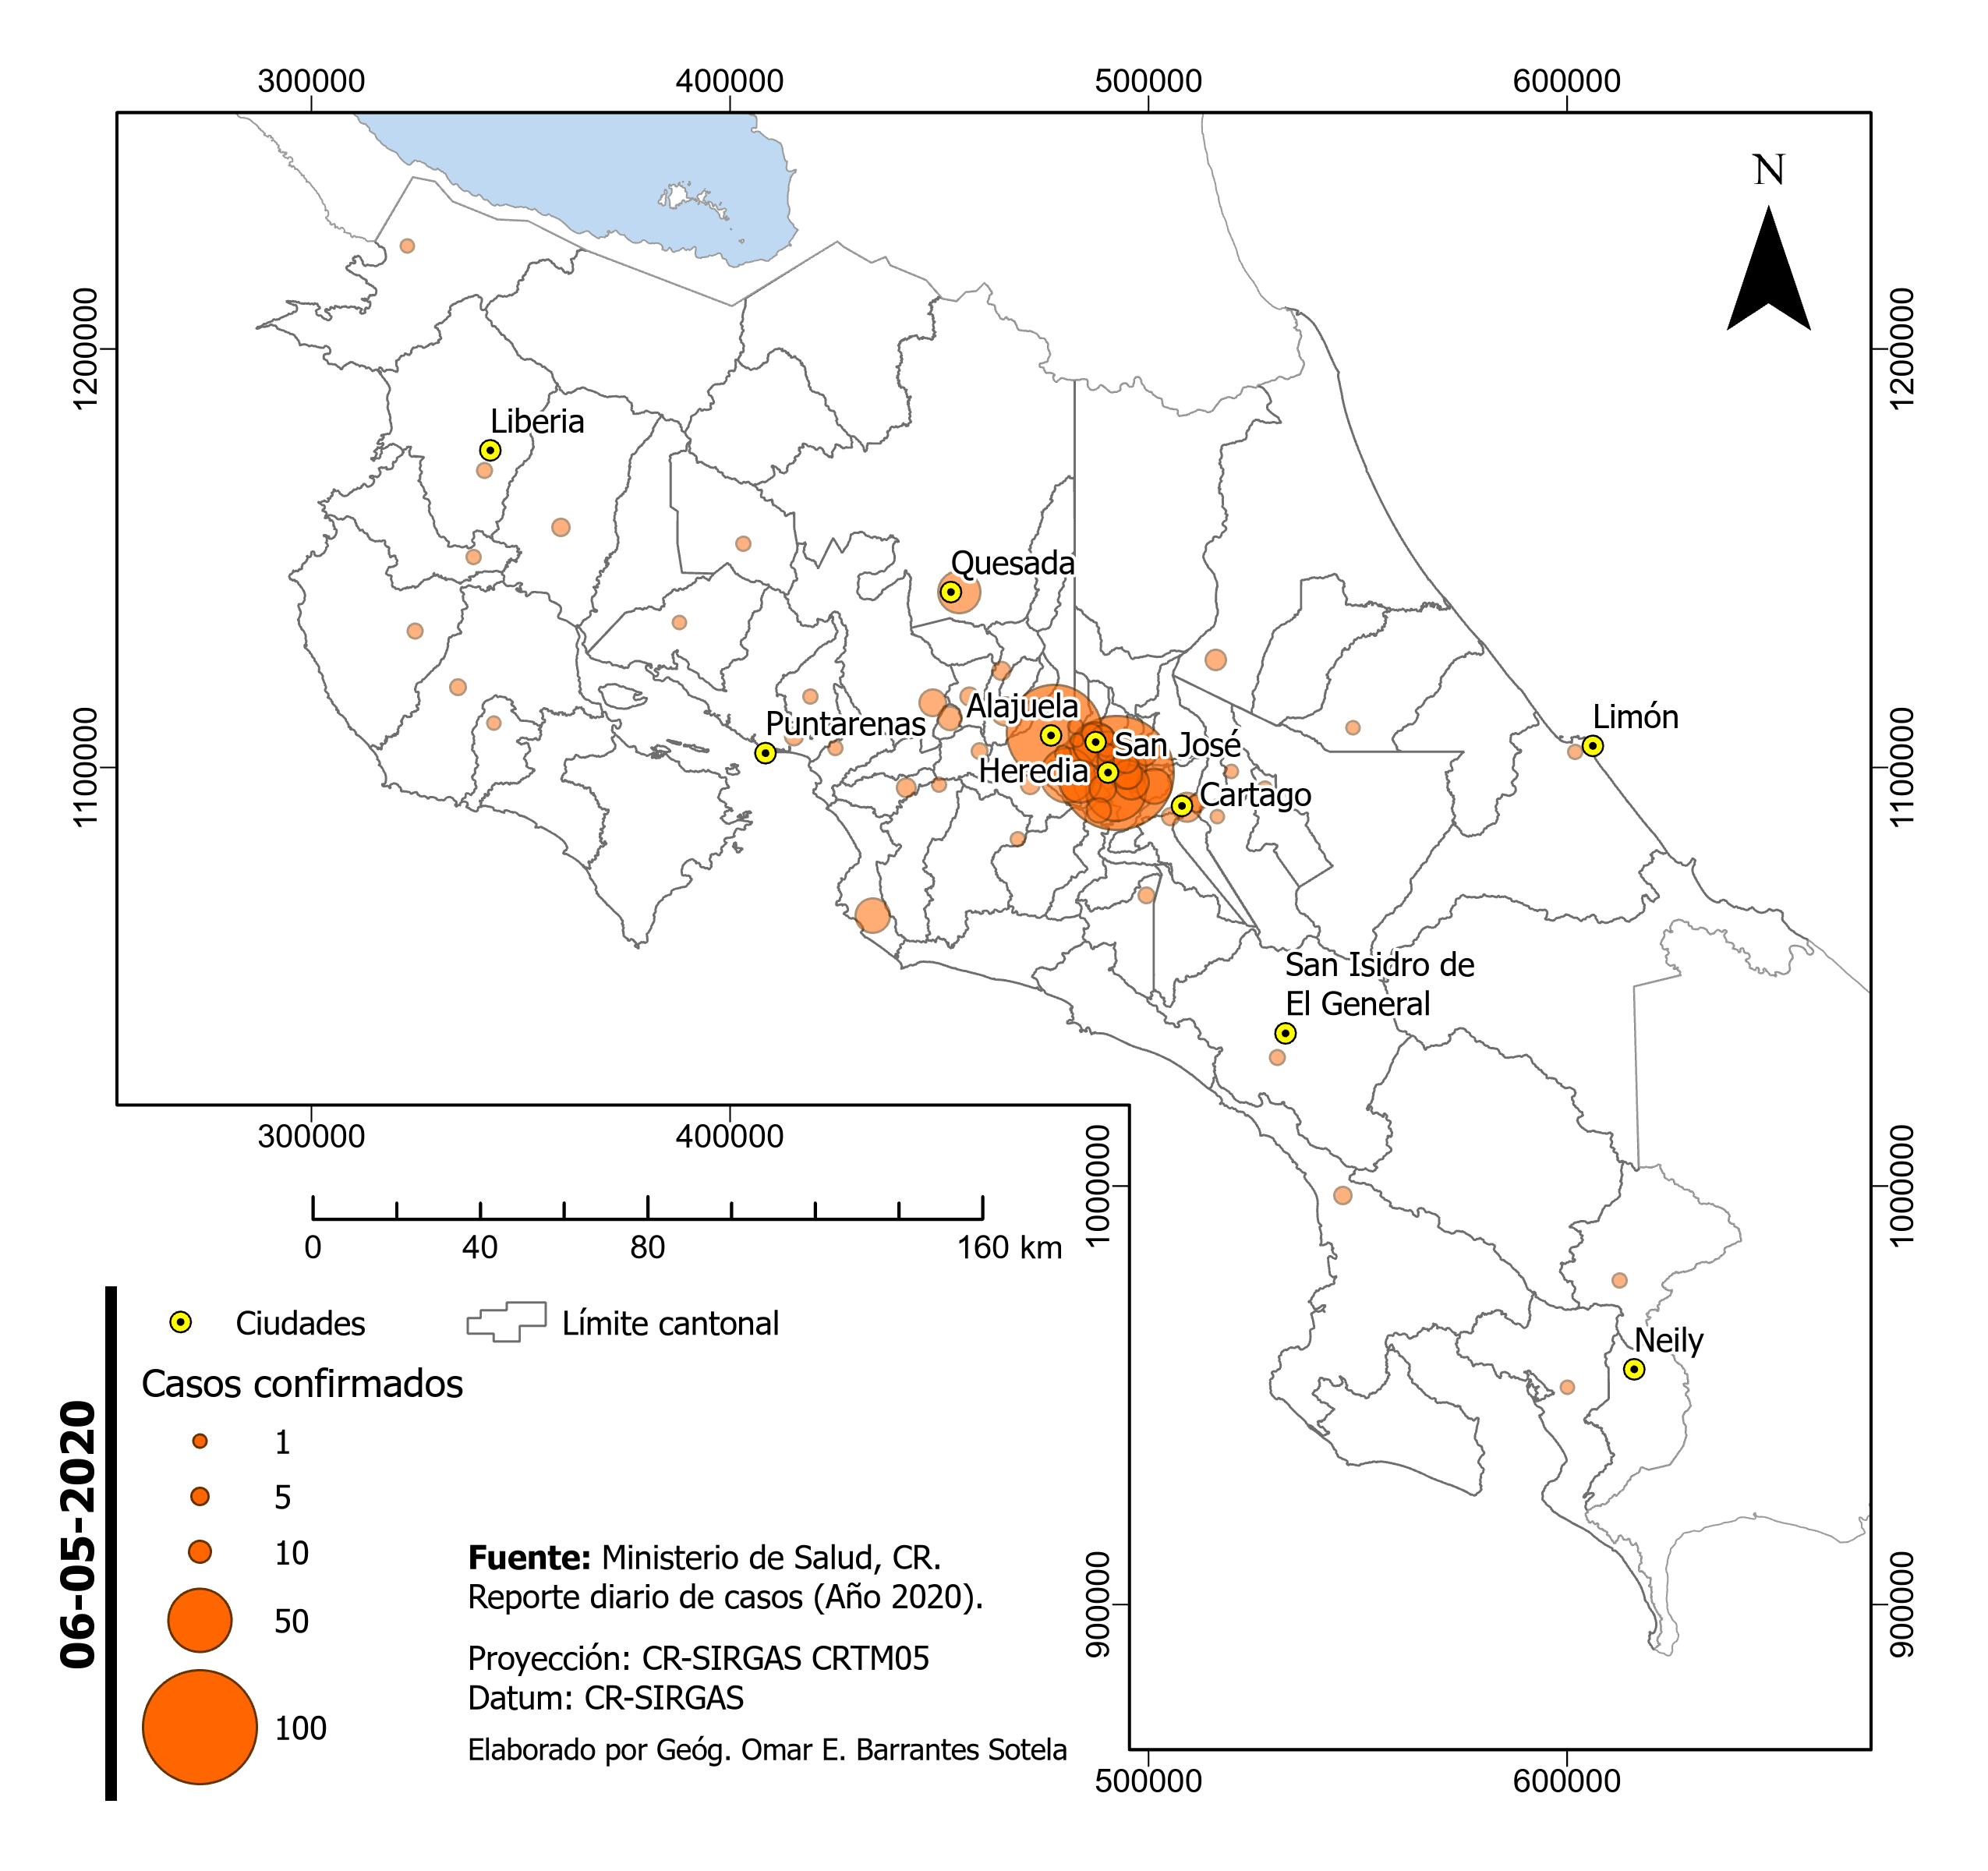 300000 400000 500000 600000
N
1200000 1200000
Liberia
Quesada
Alajuela
Puntarenas
Limón
San José
Heredia
1100000 1100000
Cartago
San Isidro de
El General
300000 400000
1000000 1000000
0 40 80 160 km
Ciudades
Límite cantonal
Neily
Casos confirmados
1
5
10
50
100
06-05-2020
Fuente: Ministerio de Salud, CR.
Reporte diario de casos (Año 2020).
Proyección: CR-SIRGAS CRTM05
Datum: CR-SIRGAS
Elaborado por Geóg. Omar E. Barrantes Sotela
900000 900000
500000 600000